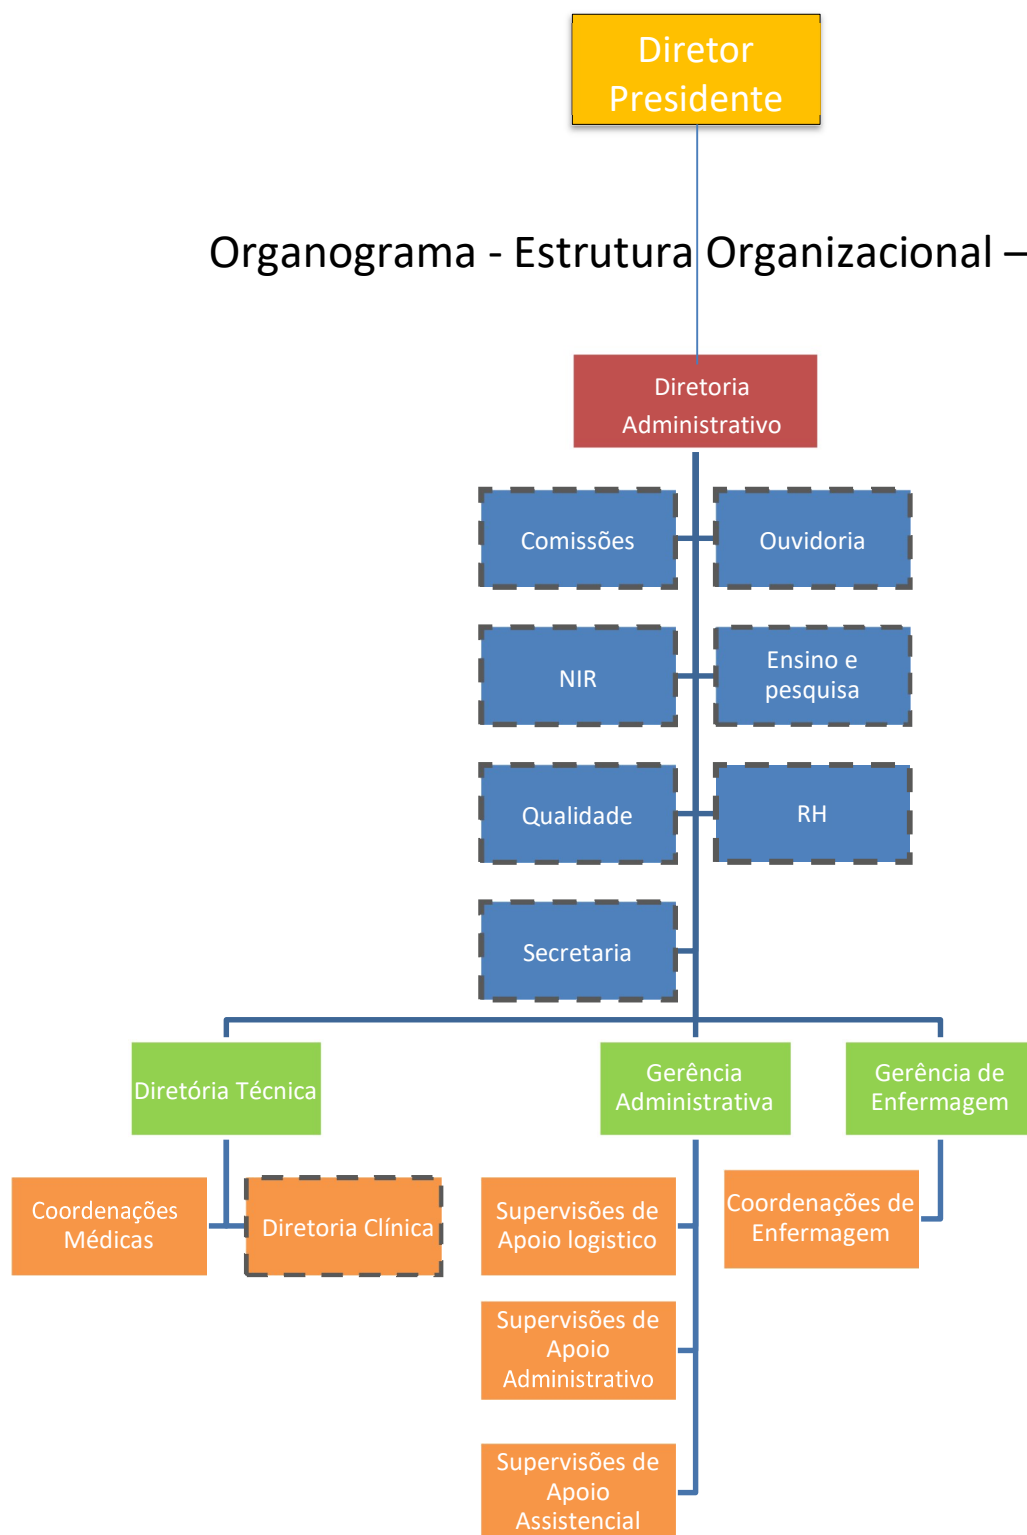 Diretor
Presidente
Organograma - Estrutura Organizacional –
Diretoria
Administrativo
Comissões
Ouvidoria
NIR
Ensino e
pesquisa
Qualidade
RH
Secretaria
Diretória Técnica
Gerência
Administrativa
Gerência de
Enfermagem
Coordenações
Médicas
Diretoria Clínica
Supervisões de
Apoio logistico
Coordenações de
Enfermagem
Supervisões de
Apoio
Administrativo
Supervisões de
Apoio
Assistencial